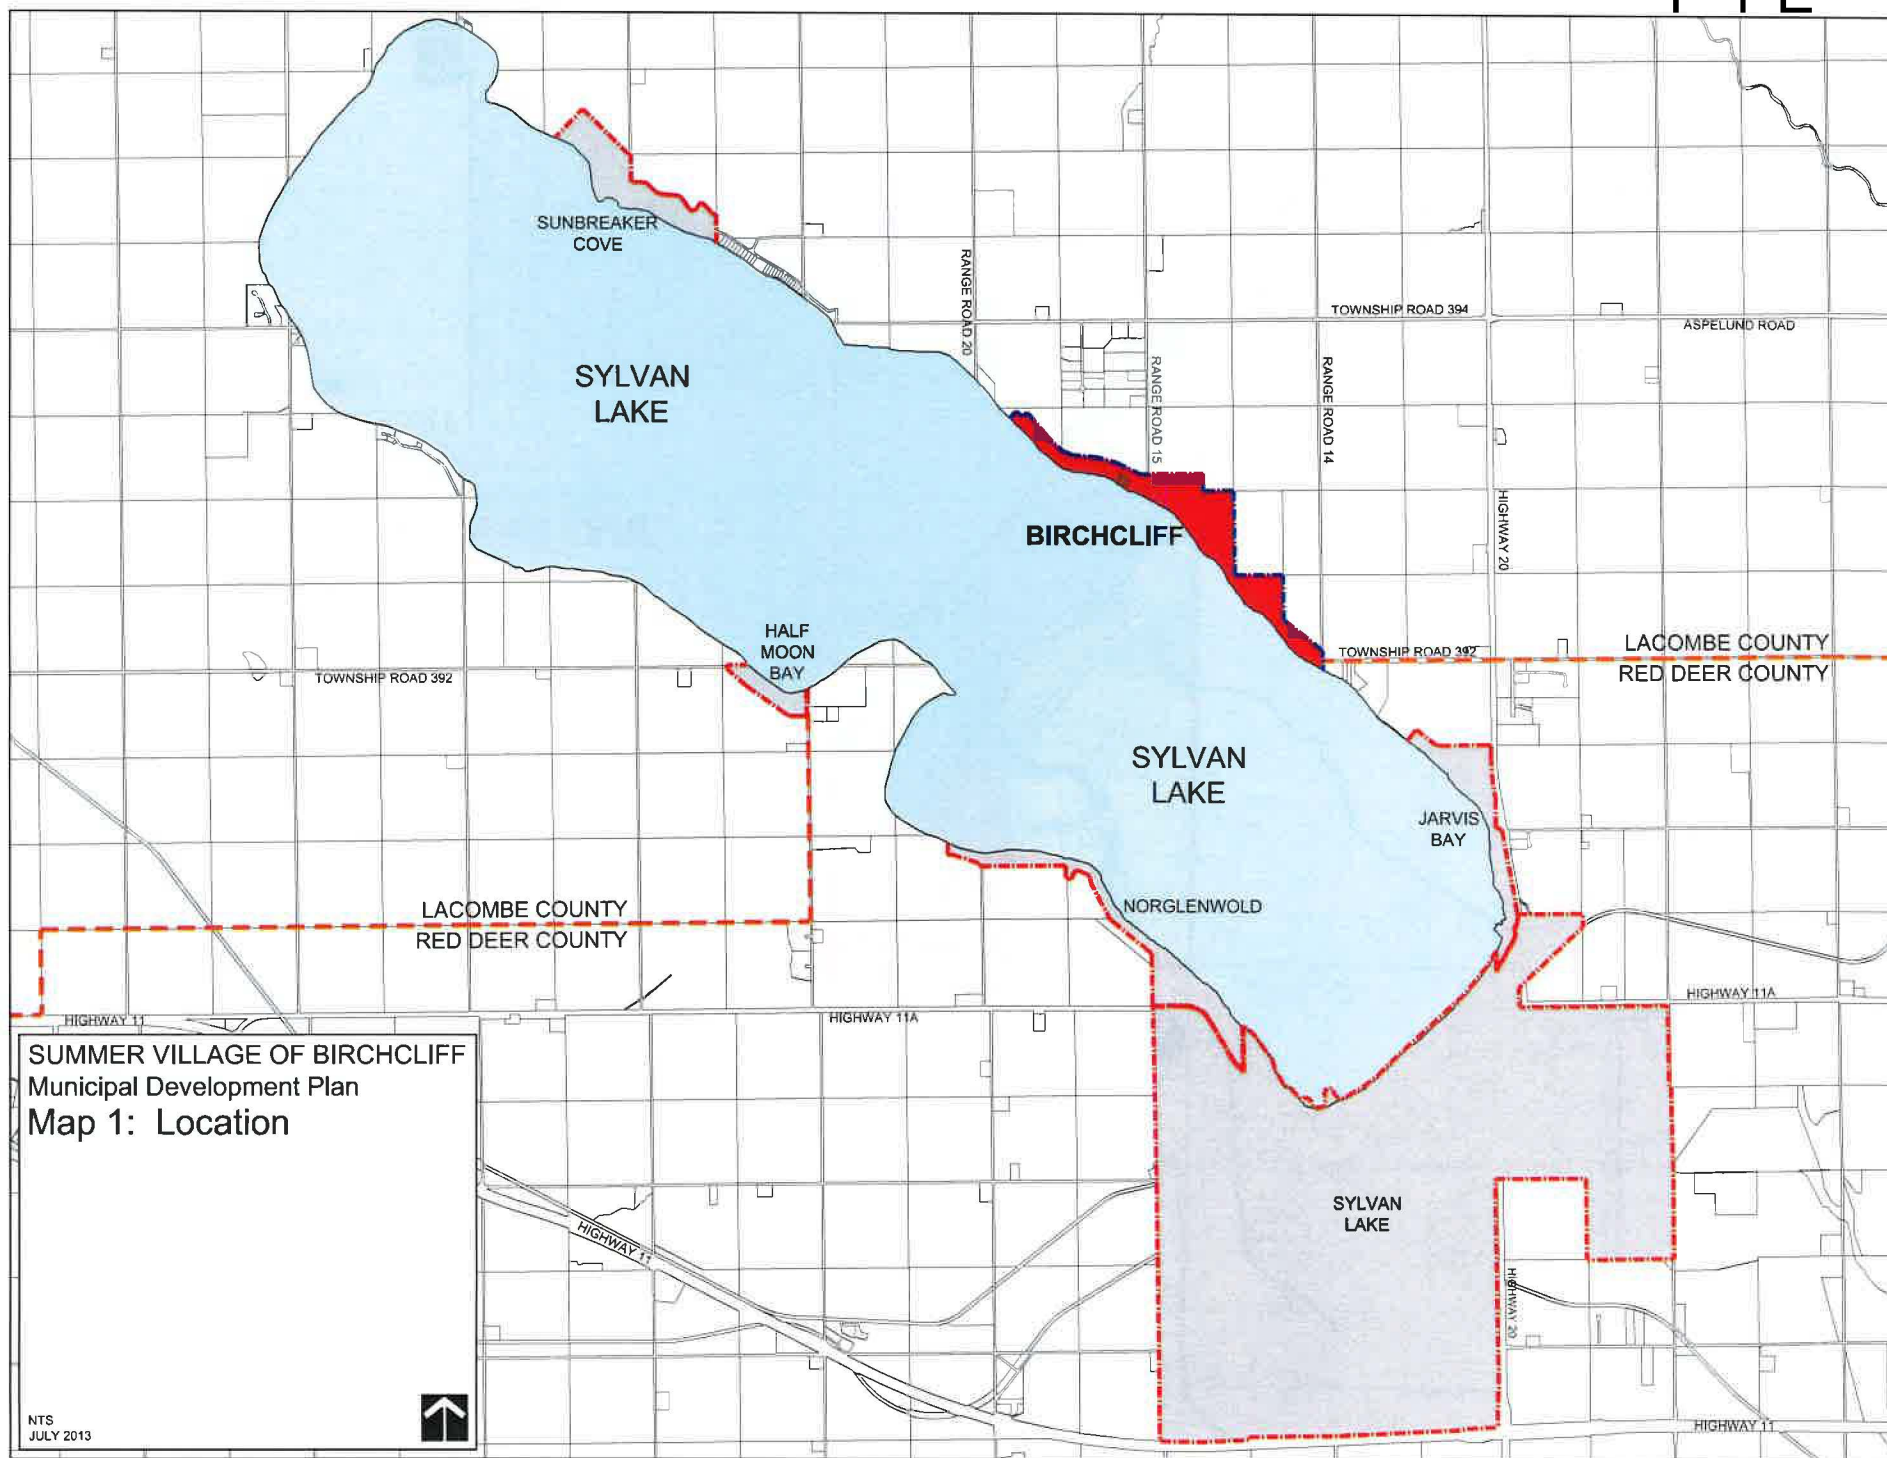 SUNBREAKER
COVE
RANGE ROAD 20
TOWNSHIP ROAD 394
ASPELUND ROAD
SYLVAN
LAKE
RANGE ROAD 15
RANGE ROAD 14
BIRCHCLIFF
HIGHWAY 20
HALF
MOON
BAY
TOWNSHIP ROAD 392
TOWNSHIP ROAD 392
LACOMBE COUNTY
RED DEER COUNTY
SYLVAN
LAKE
JARVIS
BAY
NORGLENWOLD
LACOMBE COUNTY
RED DEER COUNTY
HIGHWAY 11A
HIGHWAY 11
HIGHWAY 11A
SUMMER VILLAGE OF BIRCHCLIFF
Municipal Development Plan
Map 1: Location
SYLVAN
LAKE
HIGHWAY 11
HIGHWAY 20
HIGHWAY 11
NTS
JULY 2013